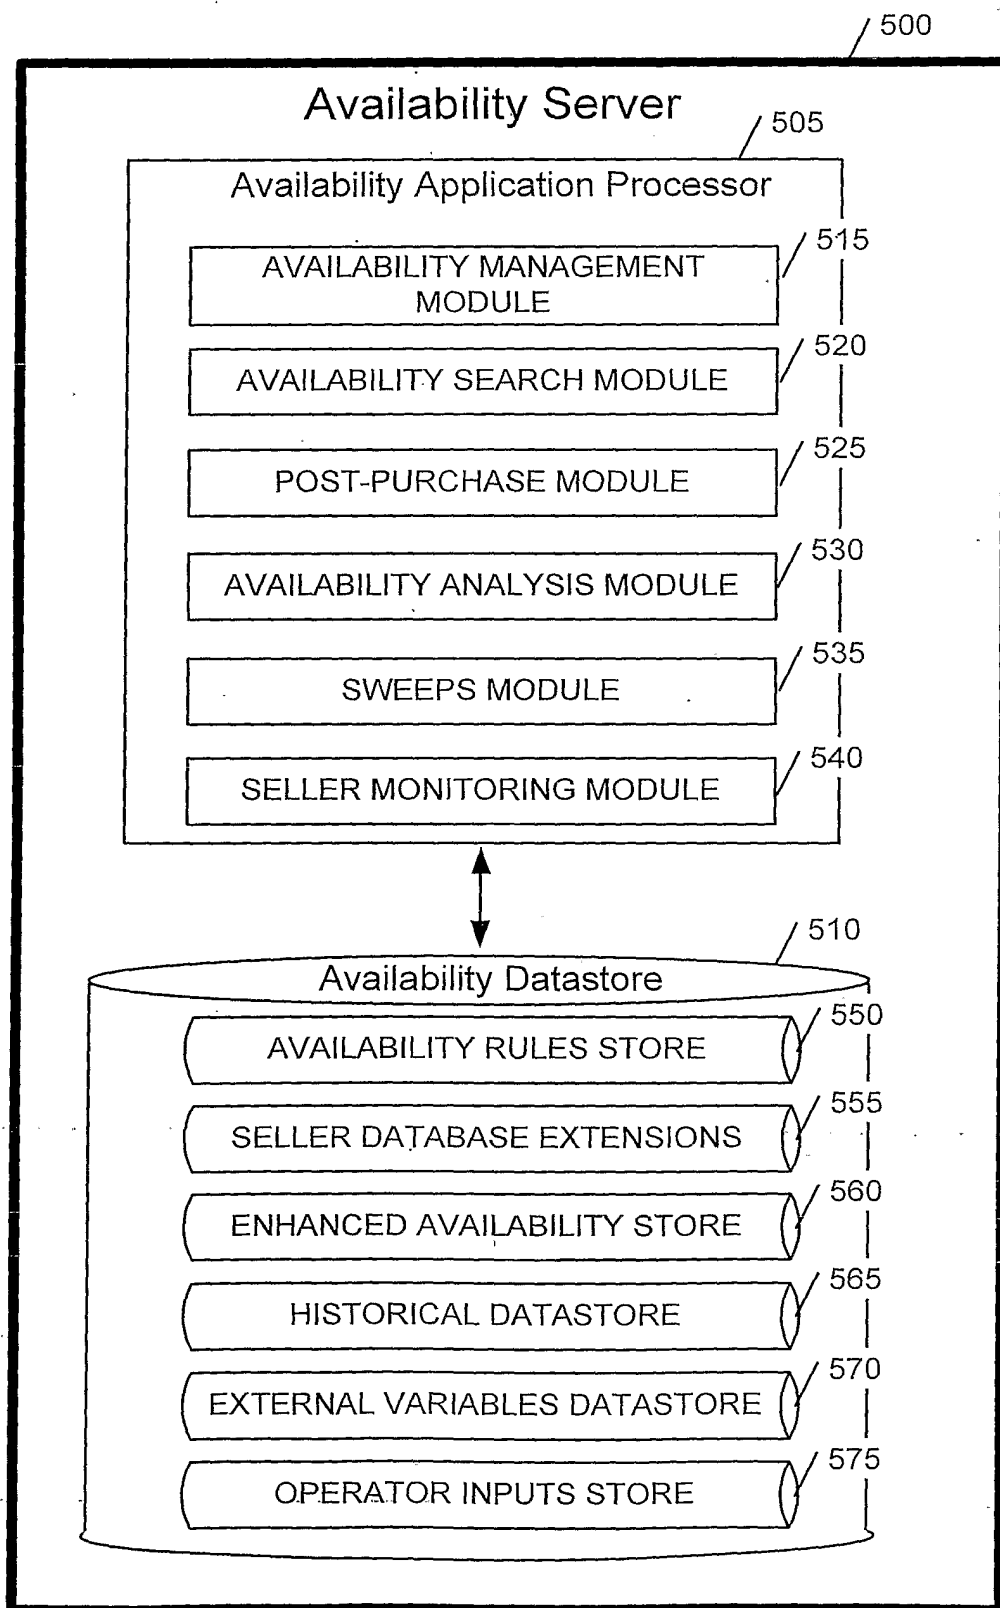 500
Availability Server
505
Availability Application Processor
515
AVAILABILITY MANAGEMENT
MODULE
520
AVAILABILITY SEARCH MODULE
525
POST-PURCHASE MODULE
530
AVAILABILITY ANALYSIS MODULE
535
SWEEPS MODULE
540
SELLER MONITORING MODULE
510
Availability Datastore
550
AVAILABILITY RULES STORE
555
SELLER DATABASE EXTENSIONS
560
ENHANCED AVAILABILITY STORE
565
HISTORICAL DATASTORE
570
EXTERNAL VARIABLES DATASTORE
575
OPERATOR INPUTS STORE